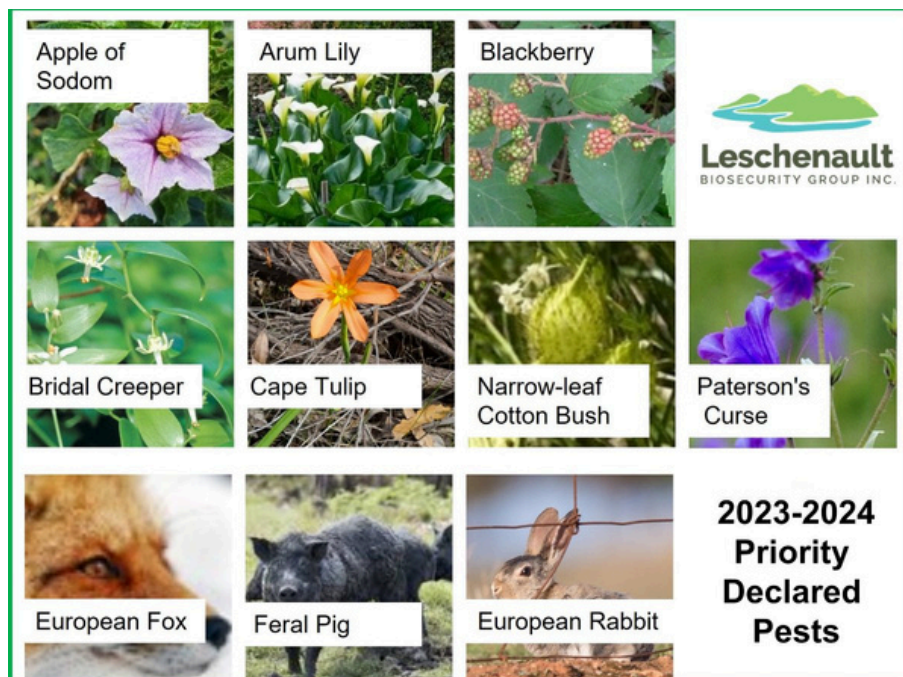 Apple of
Sodom
Arum Lily
Blackberry
Leschenault
BIOSECURITY GROUP INC.
Bridal Creeper
Cape Tulip
Narrow-leaf
Cotton Bush
Paterson's
Curse
European Fox
Feral Pig
European Rabbit
2023-2024
Priority
Declared
Pests